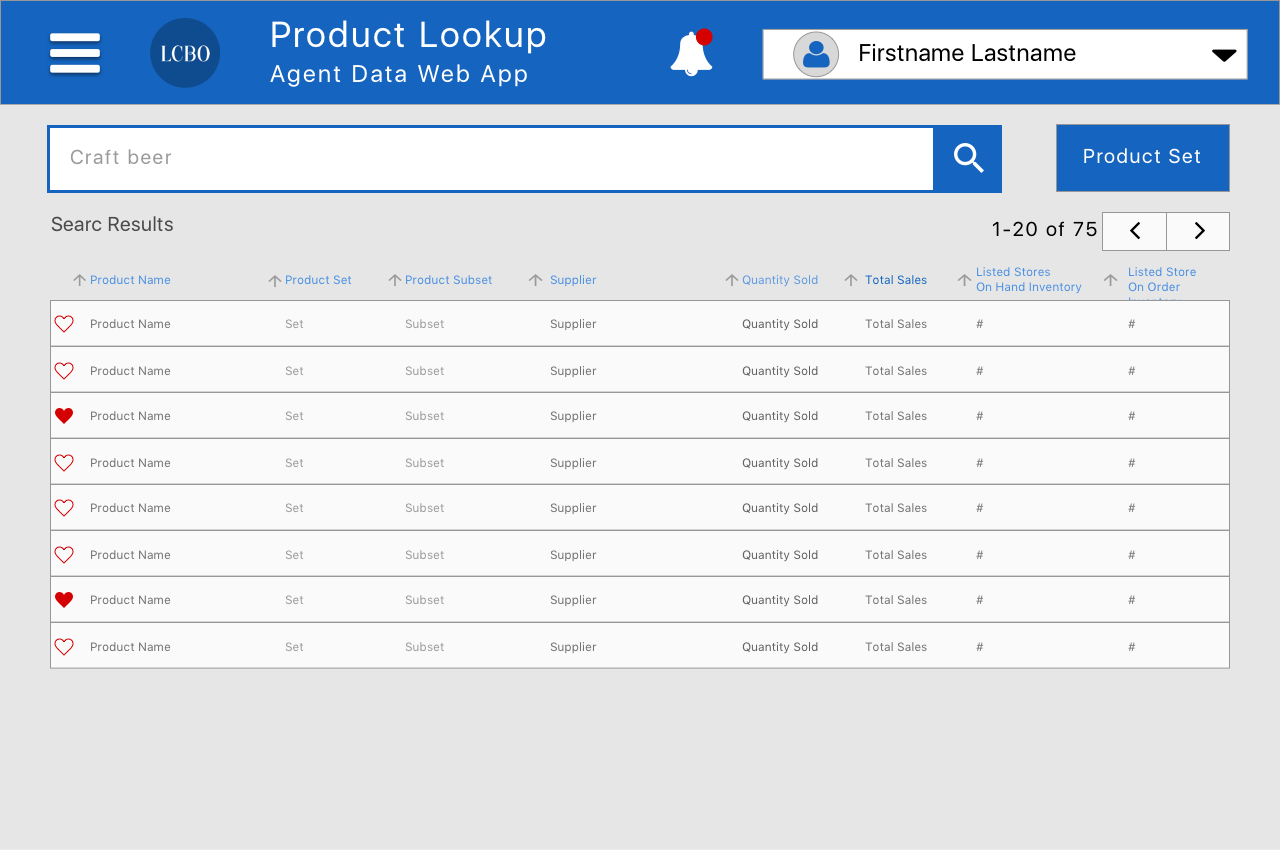 LCBO
Product Lookup
Agent Data Web App
Firstname Lastname
Craft beer
Product Set
Searc Results
1-20 of 75
Product Name Product Set Product Subset Supplier Quantity Sold Total Sales Listed Stores On Hand Inventory Listed Store On Order Inventory
Product Name Set Subset Supplier Quantity Sold Total Sales # #
Product Name Set Subset Supplier Quantity Sold Total Sales # #
Product Name Set Subset Supplier Quantity Sold Total Sales # #
Product Name Set Subset Supplier Quantity Sold Total Sales # #
Product Name Set Subset Supplier Quantity Sold Total Sales # #
Product Name Set Subset Supplier Quantity Sold Total Sales # #
Product Name Set Subset Supplier Quantity Sold Total Sales # #
Product Name Set Subset Supplier Quantity Sold Total Sales # #